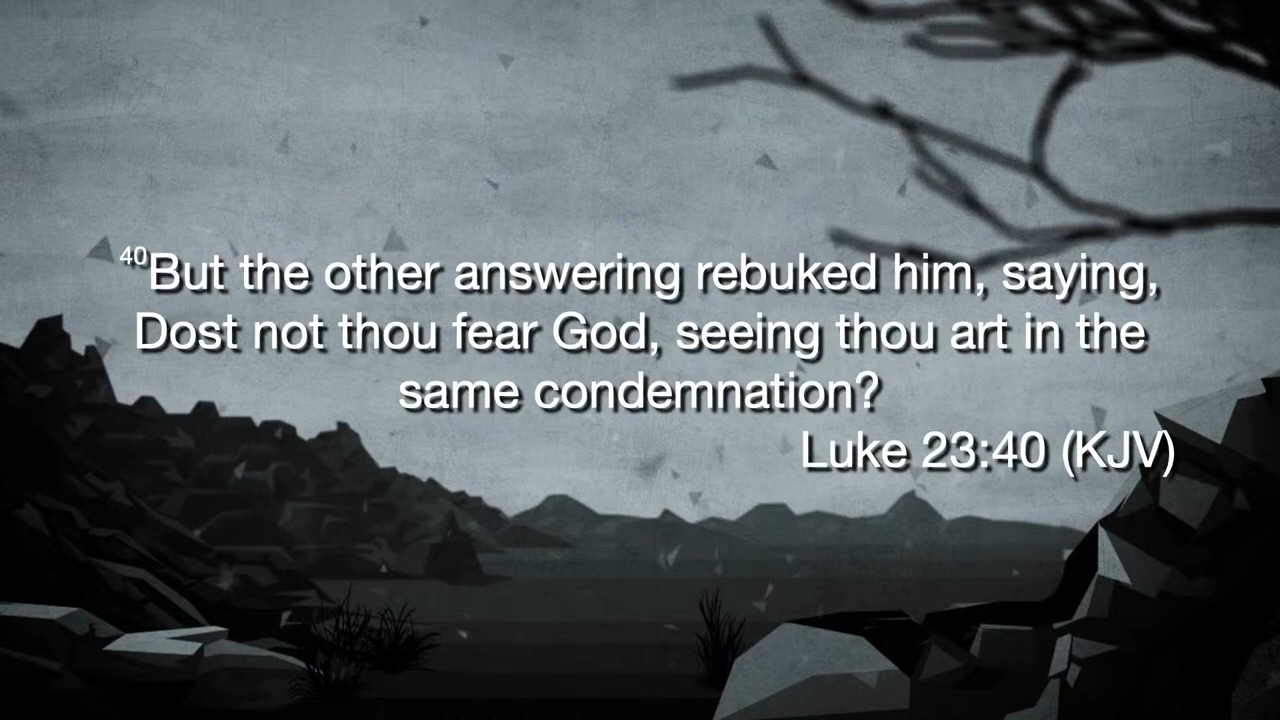 40But the other answering rebuked him, saying,
Dost not thou fear God, seeing thou art in the
same condemnation?
Luke 23:40 (KJV)